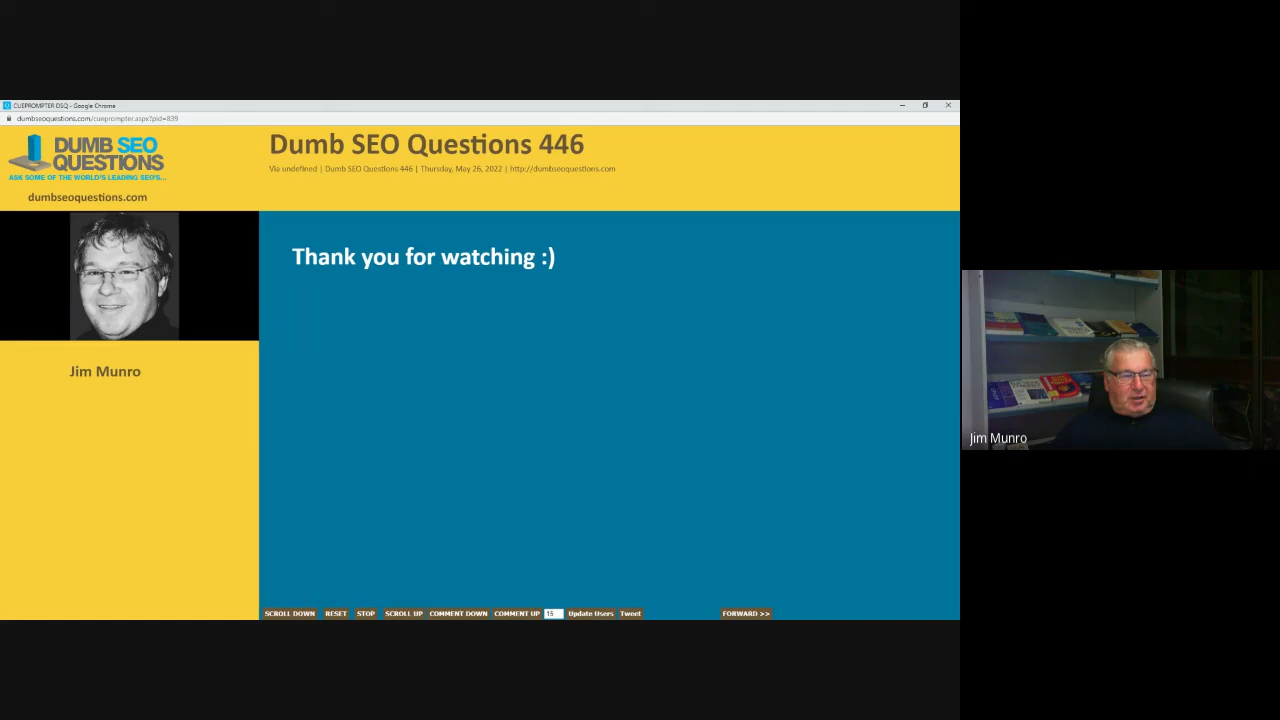 CUEPROMPTER DSQ - Google Chrome
dumbseoquestions.com/cueprompter.aspx?pid=839
DUMB SEO
QUESTIONS
ASK SOME OF THE WORLD'S LEADING SEO'S...
dumbseoquestions.com
Dumb SEO Questions 446
Via undefined | Dumb SEO Questions 446 | Thursday, May 26, 2022 | http://dumbseoquestions.com
Thank you for watching :)
Jim Munro
Jim Munro
SCROLL DOWN RESET STOP SCROLL UP COMMENT DOWN COMMENT UP 15 Update Users Tweet FORWARD >>